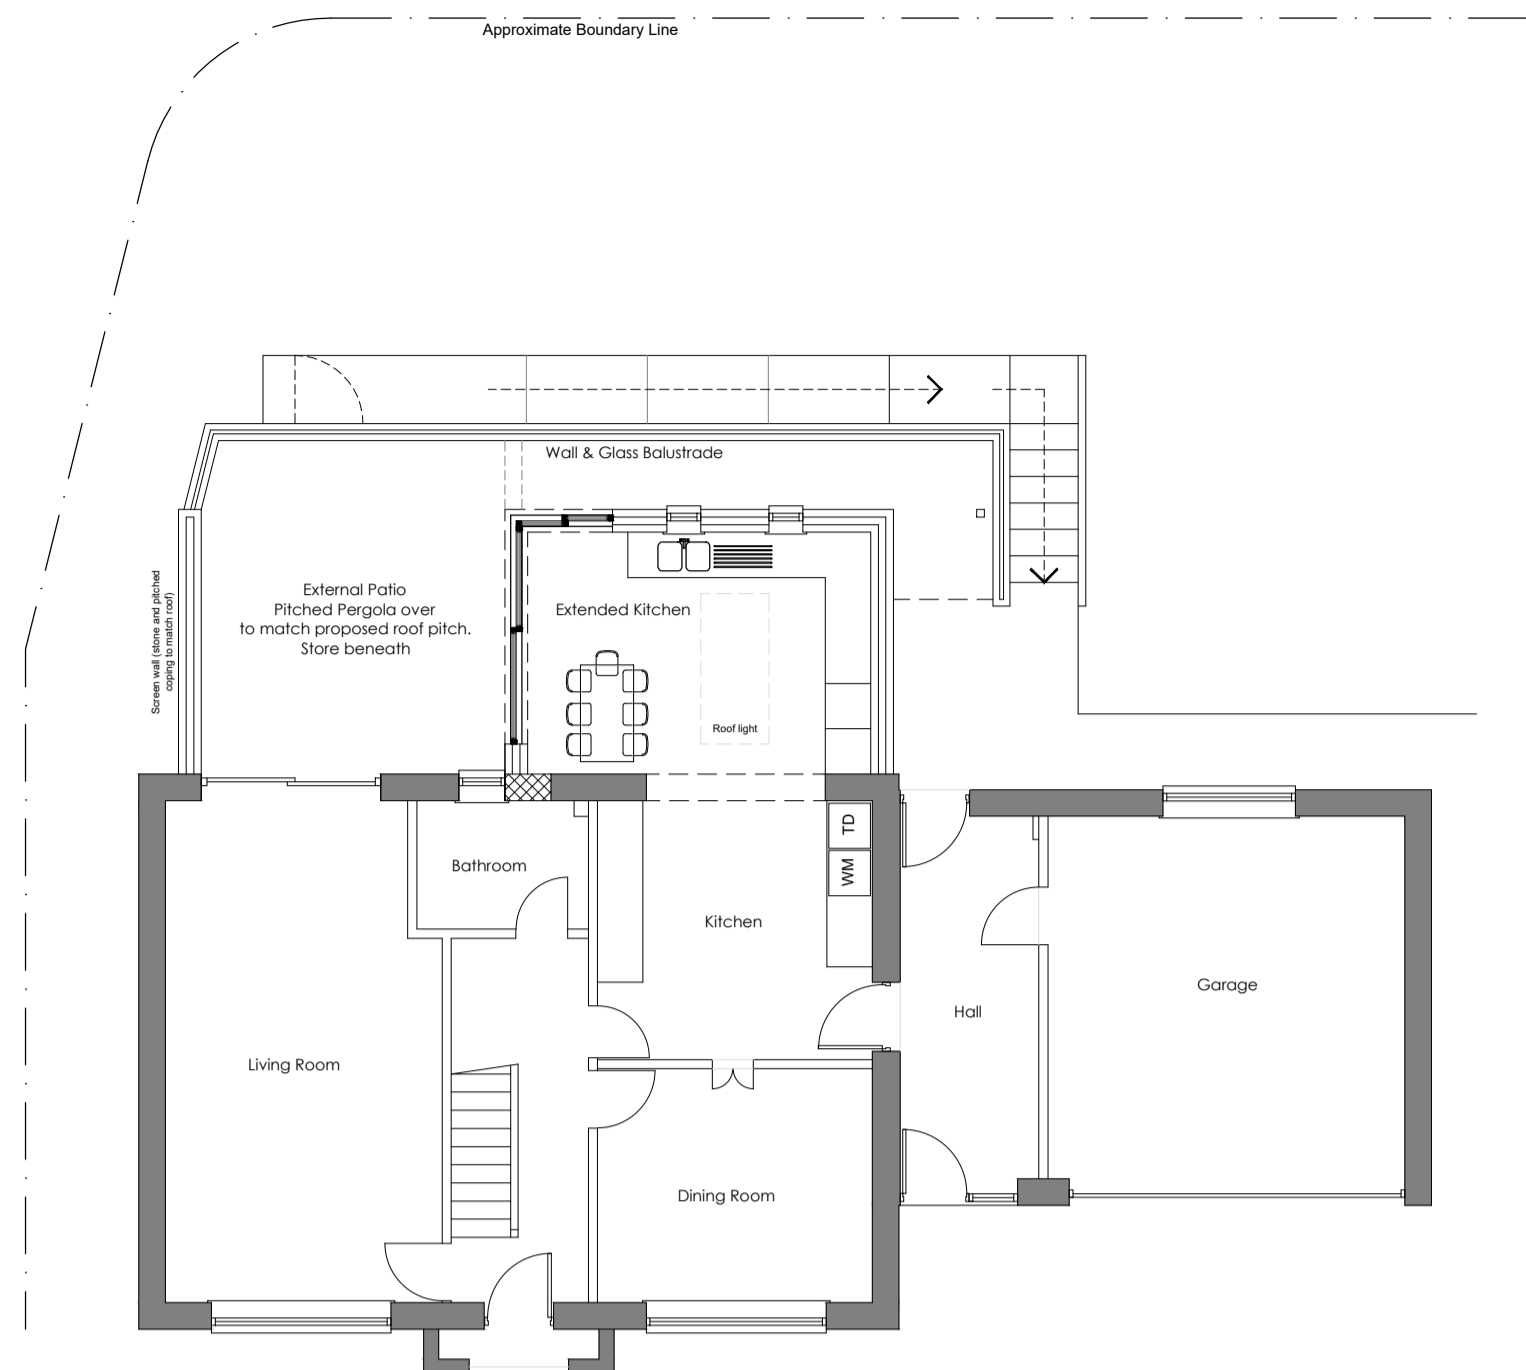 Approximate Boundary Line
Wall & Glass Balustrade
External Patio
Pitched Pergola over
to match proposed roof pitch.
Store beneath
Extended Kitchen
Screen wall (stone and pitched
coping to match roof)
Roof light
TD
WM
Bathroom
Kitchen
Garage
Hall
Living Room
Dining Room